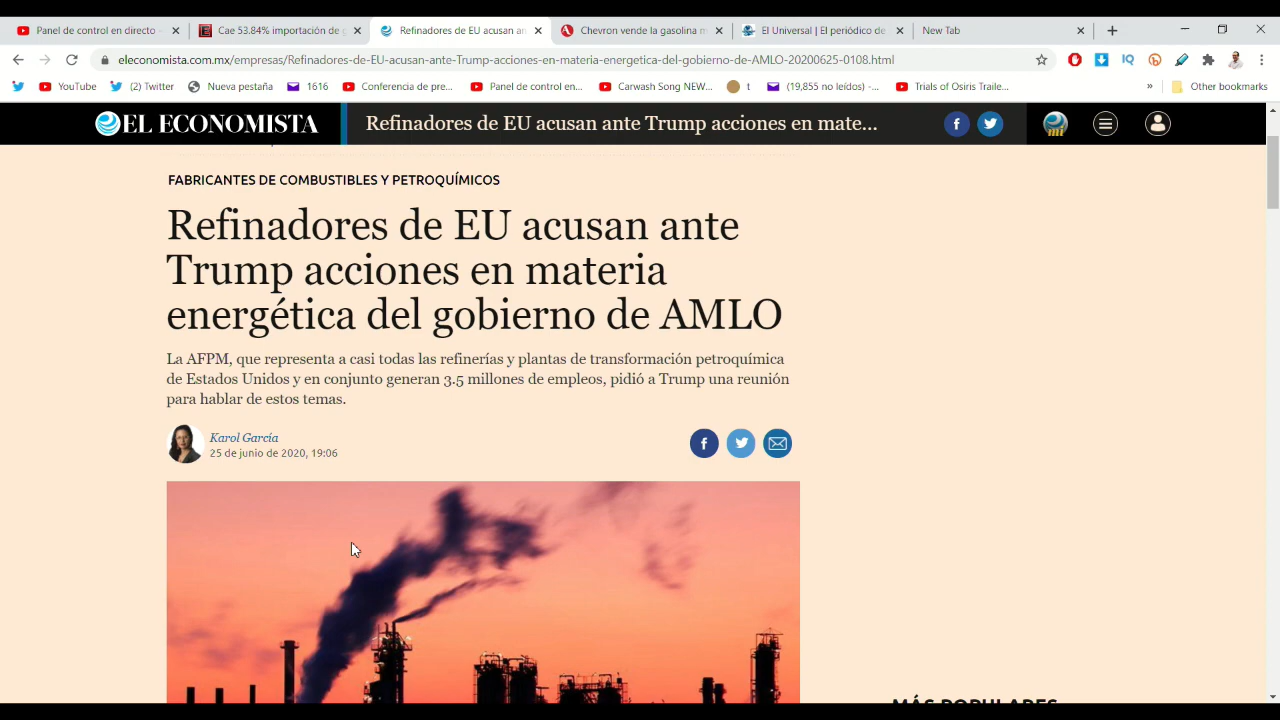 Panel de control en directo -
Cae 53.84% importación de g
Refinadores de EU acusan an
Chevron vende la gasolina m
El Universal | El periódico de
New Tab
eleconomista.com.mx/empresas/Refinadores-de-EU-acusan-ante-Trump-acciones-en-materia-energetica-del-gobierno-de-AMLO-20200625-0108.html
YouTube
(2) Twitter
Nueva pestaña
1616
Conferencia de pre...
Panel de control en...
Carwash Song NEW...
t
(19,855 no leídos) -...
Trials of Osiris Traile...
»
Other bookmarks
EL ECONOMISTA
Refinadores de EU acusan ante Trump acciones en mate...
FABRICANTES DE COMBUSTIBLES Y PETROQUÍMICOS
Refinadores de EU acusan ante
Trump acciones en materia
energética del gobierno de AMLO
La AFPM, que representa a casi todas las refinerías y plantas de transformación petroquímica
de Estados Unidos y en conjunto generan 3.5 millones de empleos, pidió a Trump una reunión
para hablar de estos temas.
Karol García
25 de junio de 2020, 19:06
MÁS POPULARES